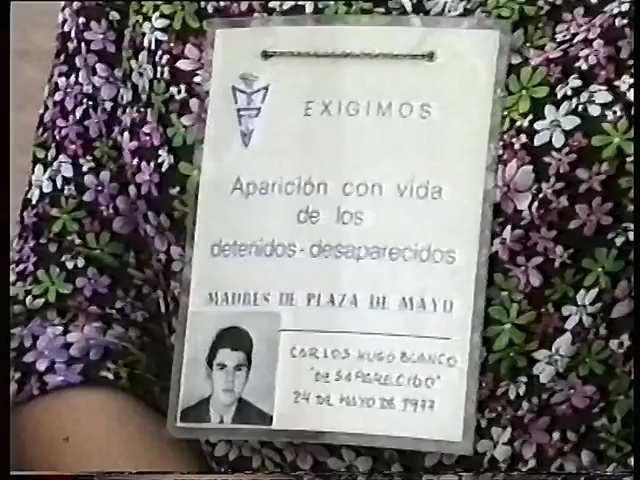 EXIGIMOS
Aparición con vida
de los
detenidos-desaparecidos
MADRES DE PLAZA DE MAYO
CARLOS HUGO BLANCO
"DESAPARECIDO"
24 DE MAYO DE 1977